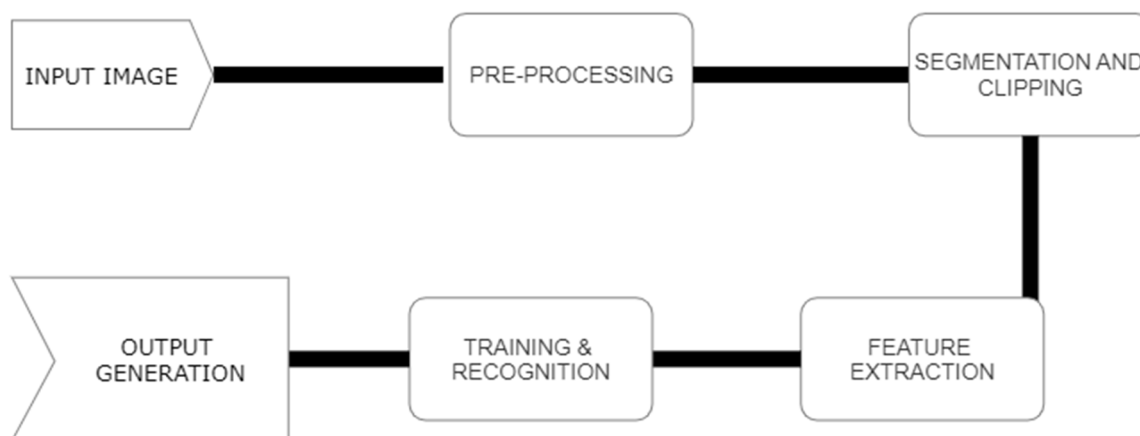 INPUT IMAGE
PRE-PROCESSING
SEGMENTATION AND
CLIPPING
FEATURE
EXTRACTION
TRAINING &
RECOGNITION
OUTPUT
GENERATION